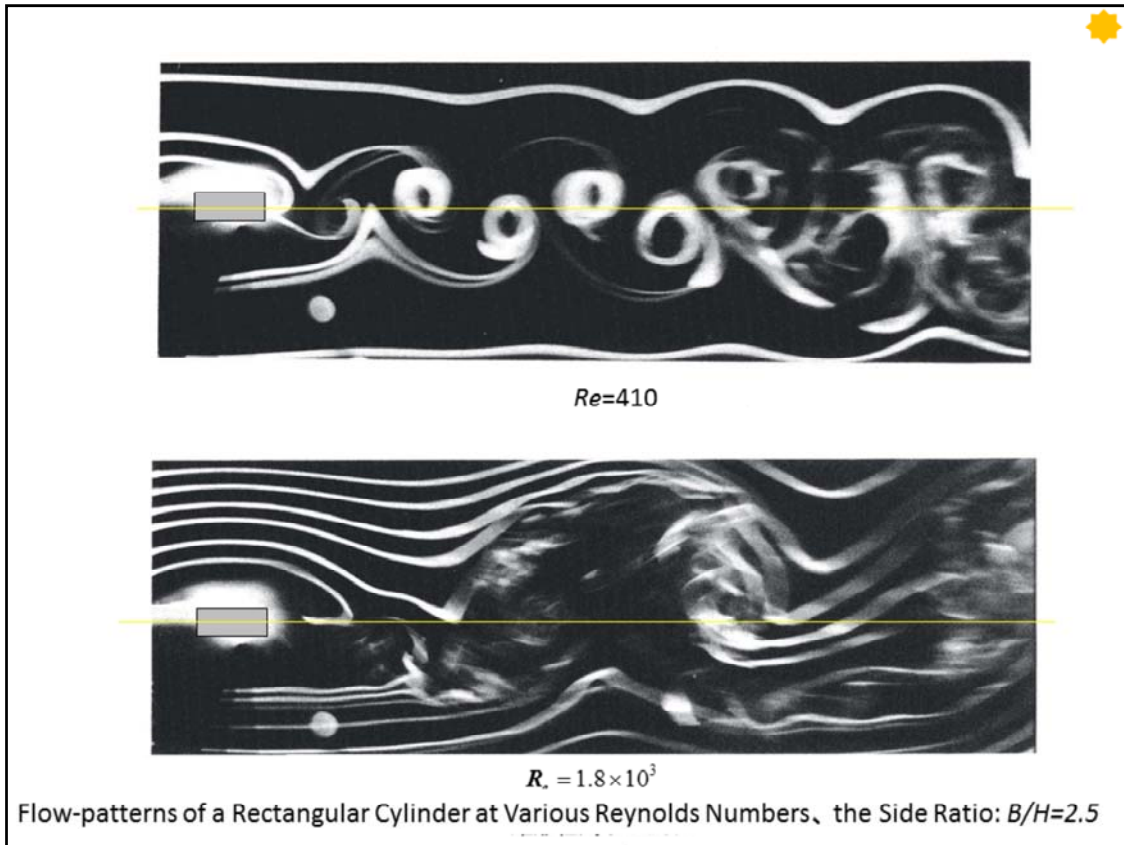 Re=410
R. = 1.8×10³
Flow-patterns of a Rectangular Cylinder at Various Reynolds Numbers、the Side Ratio: B/H=2.5